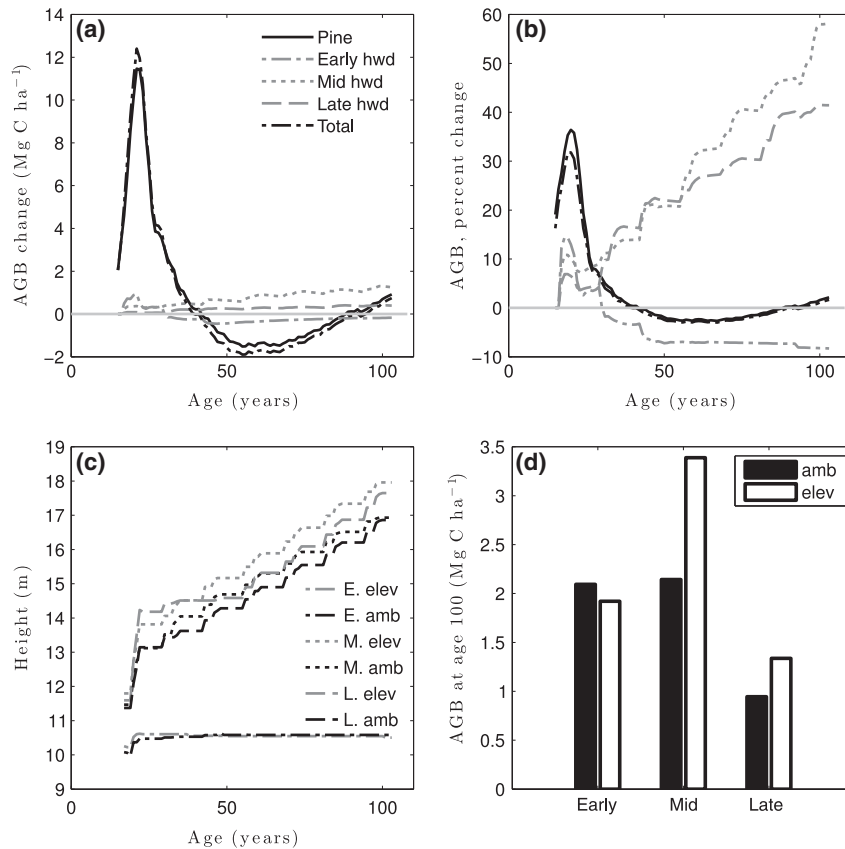 (a)
14
12
10
8
6
4
2
0
−2
AGB change (Mg C ha⁻¹)
Pine
Early hwd
Mid hwd
Late hwd
Total
0
50
100
Age (years)
(b)
60
50
40
30
20
10
0
−10
AGB, percent change
0
50
100
Age (years)
(c)
19
18
17
16
15
14
13
12
11
10
9
Height (m)
E. elev
E. amb
M. elev
M. amb
L. elev
L. amb
0
50
100
Age (years)
(d)
3.5
3
2.5
2
1.5
1
0.5
0
AGB at age 100 (Mg C ha⁻¹)
amb
elev
Early
Mid
Late